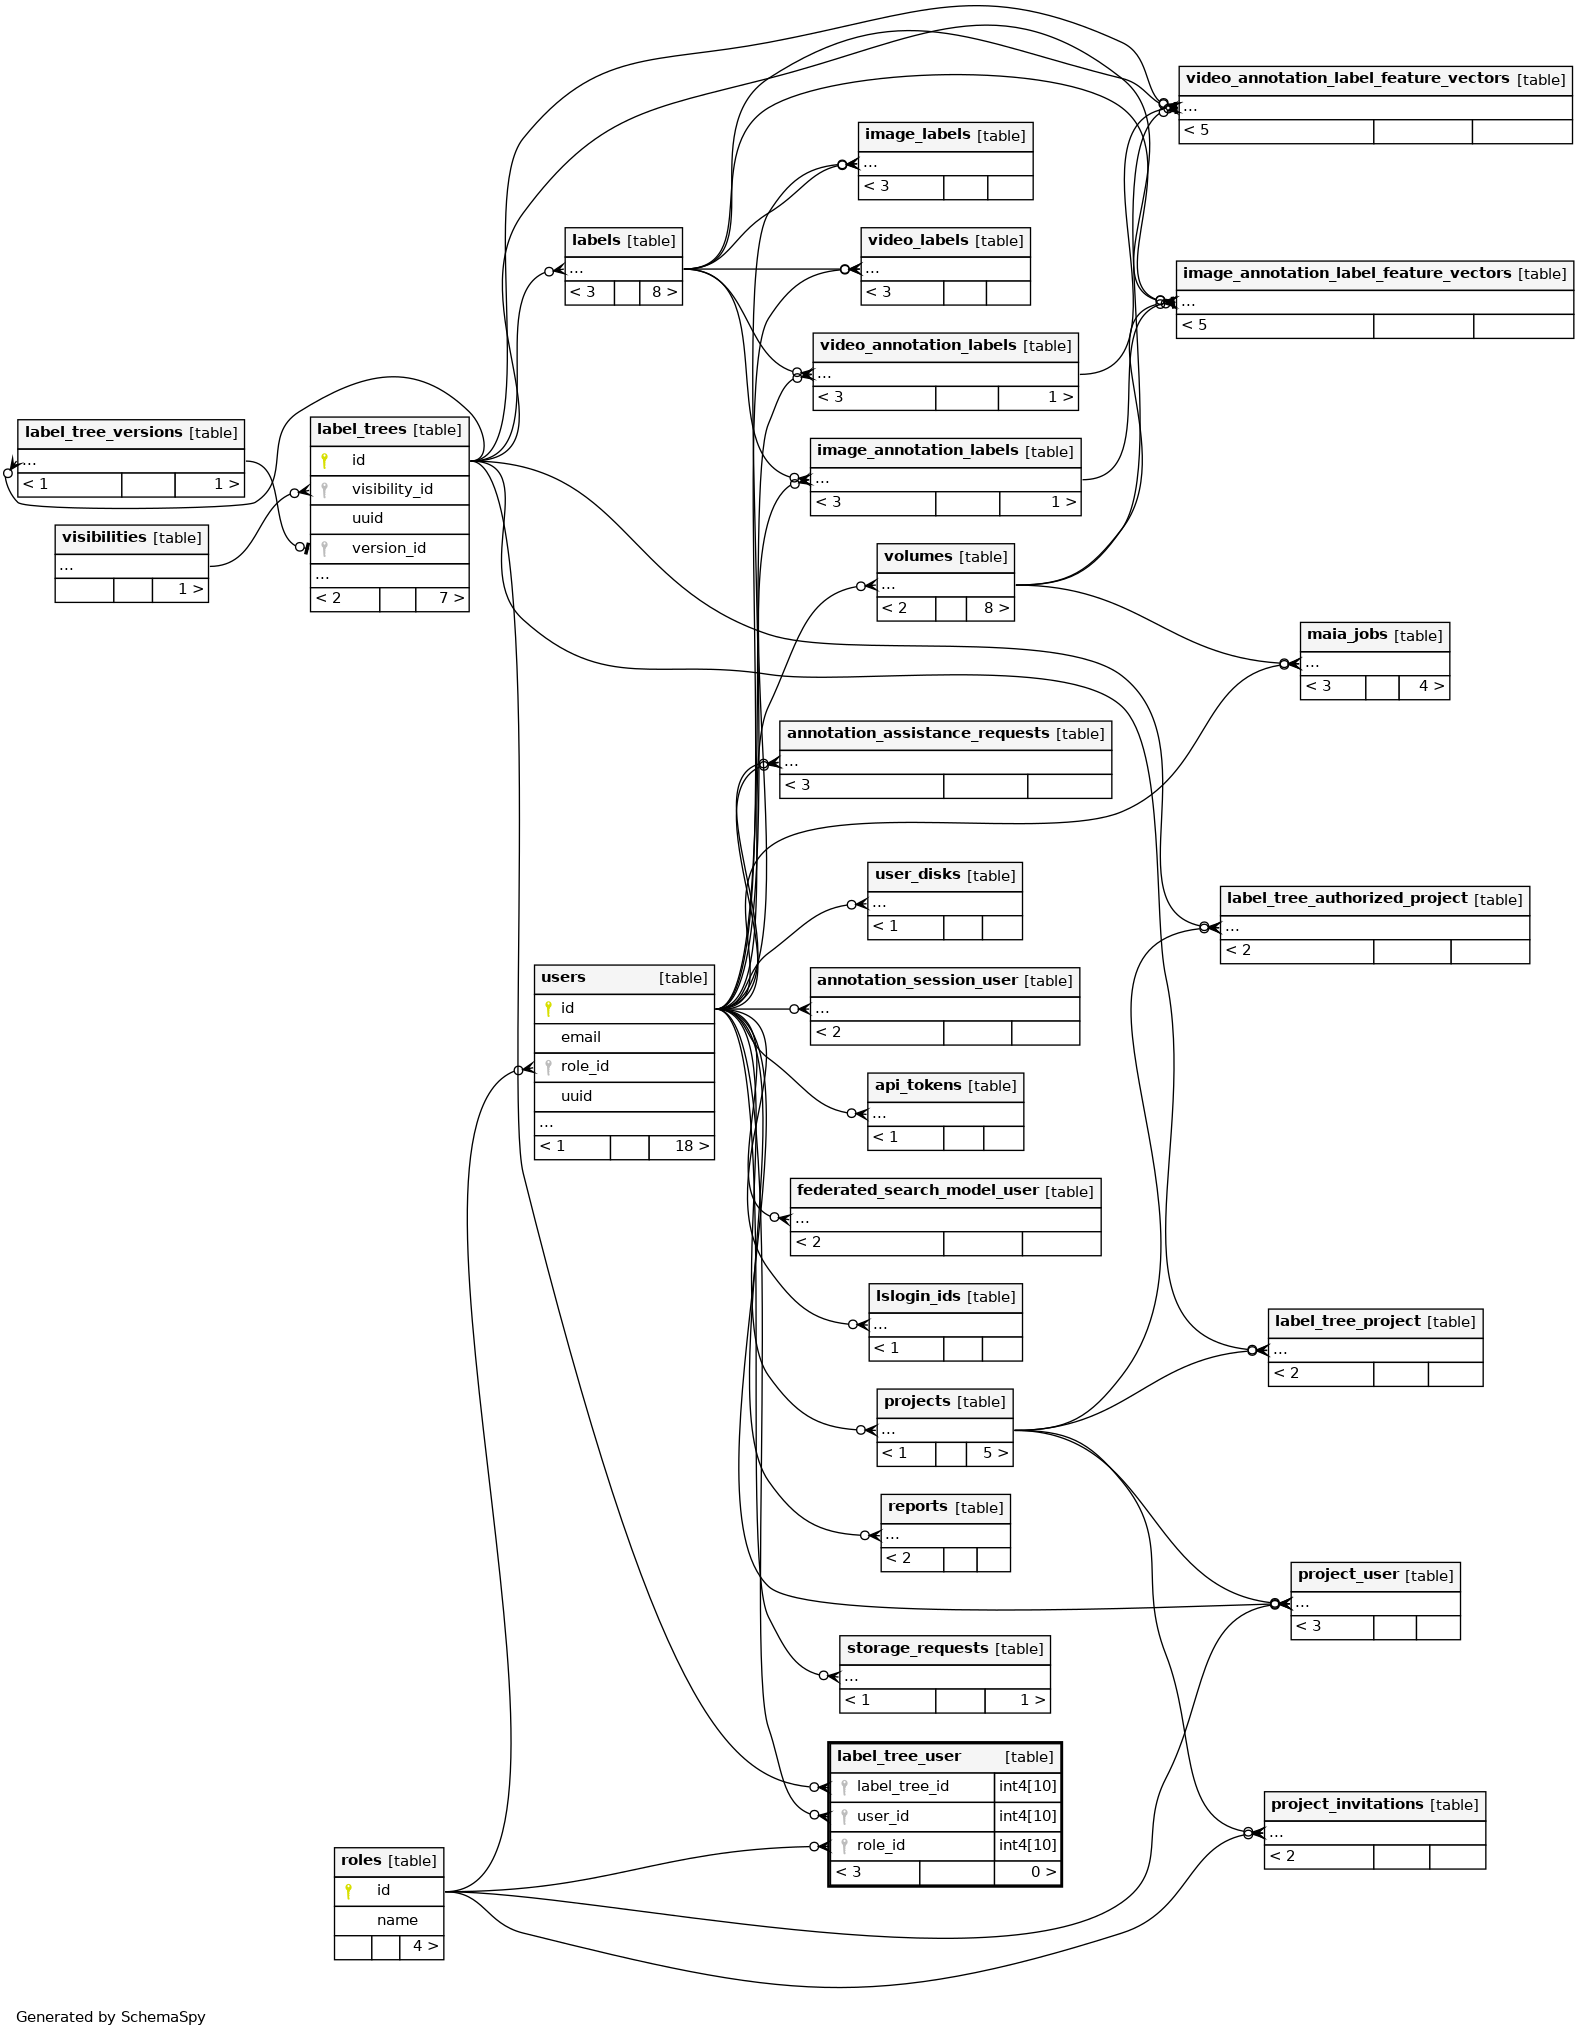 video_annotation_label_feature_vectors [table]
...
< 5
image_labels [table]
...
< 3
labels [table]
...
< 3 8 >
video_labels [table]
...
< 3
image_annotation_label_feature_vectors [table]
...
< 5
video_annotation_labels [table]
...
< 3 1 >
label_tree_versions [table]
...
< 1 1 >
label_trees [table]
id
visibility_id
uuid
version_id
...
< 2 7 >
image_annotation_labels [table]
...
< 3 1 >
visibilities [table]
...
1 >
volumes [table]
...
< 2 8 >
maia_jobs [table]
...
< 3 4 >
annotation_assistance_requests [table]
...
< 3
user_disks [table]
...
< 1
label_tree_authorized_project [table]
...
< 2
users [table]
id
email
role_id
uuid
...
< 1 18 >
annotation_session_user [table]
...
< 2
api_tokens [table]
...
< 1
federated_search_model_user [table]
...
< 2
lslogin_ids [table]
...
< 1
label_tree_project [table]
...
< 2
projects [table]
...
< 1 5 >
reports [table]
...
< 2
project_user [table]
...
< 3
storage_requests [table]
...
< 1 1 >
label_tree_user [table]
label_tree_id int4[10]
user_id int4[10]
role_id int4[10]
< 3 0 >
project_invitations [table]
...
< 2
roles [table]
id
name
4 >
Generated by SchemaSpy